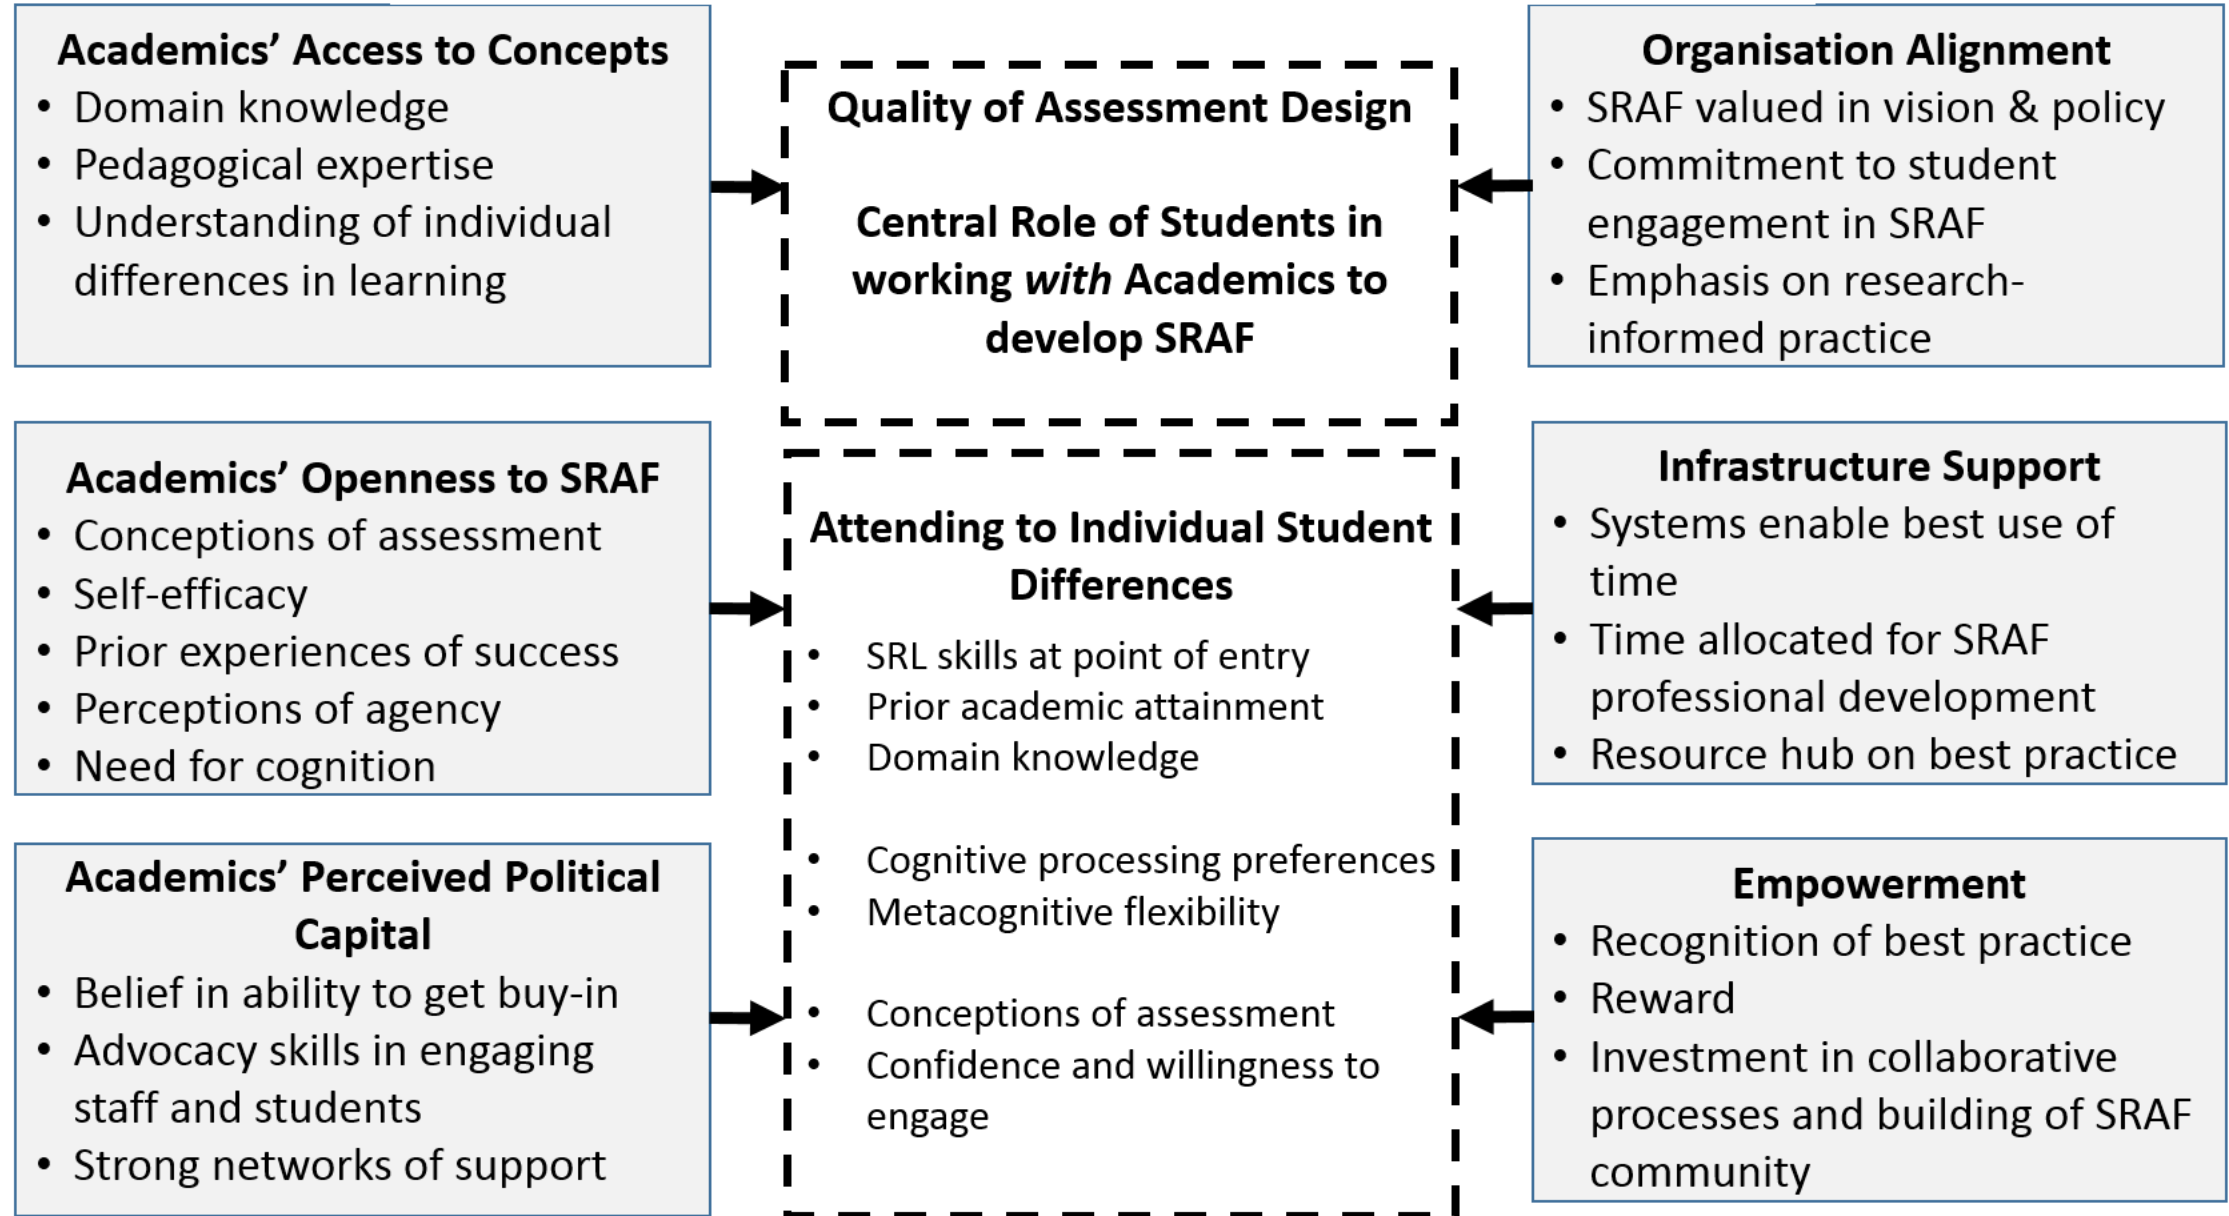 Academics’ Access to Concepts
• Domain knowledge
• Pedagogical expertise
• Understanding of individual
differences in learning
Academics’ Openness to SRAF
• Conceptions of assessment
• Self-efficacy
• Prior experiences of success
• Perceptions of agency
• Need for cognition
Academics’ Perceived Political
Capital
• Belief in ability to get buy-in
• Advocacy skills in engaging
staff and students
• Strong networks of support
Quality of Assessment Design
Central Role of Students in
working with Academics to
develop SRAF
Attending to Individual Student
Differences
• SRL skills at point of entry
• Prior academic attainment
• Domain knowledge
• Cognitive processing preferences
• Metacognitive flexibility
• Conceptions of assessment
• Confidence and willingness to
engage
Organisation Alignment
• SRAF valued in vision & policy
• Commitment to student
engagement in SRAF
• Emphasis on research-
informed practice
Infrastructure Support
• Systems enable best use of
time
• Time allocated for SRAF
professional development
• Resource hub on best practice
Empowerment
• Recognition of best practice
• Reward
• Investment in collaborative
processes and building of SRAF
community